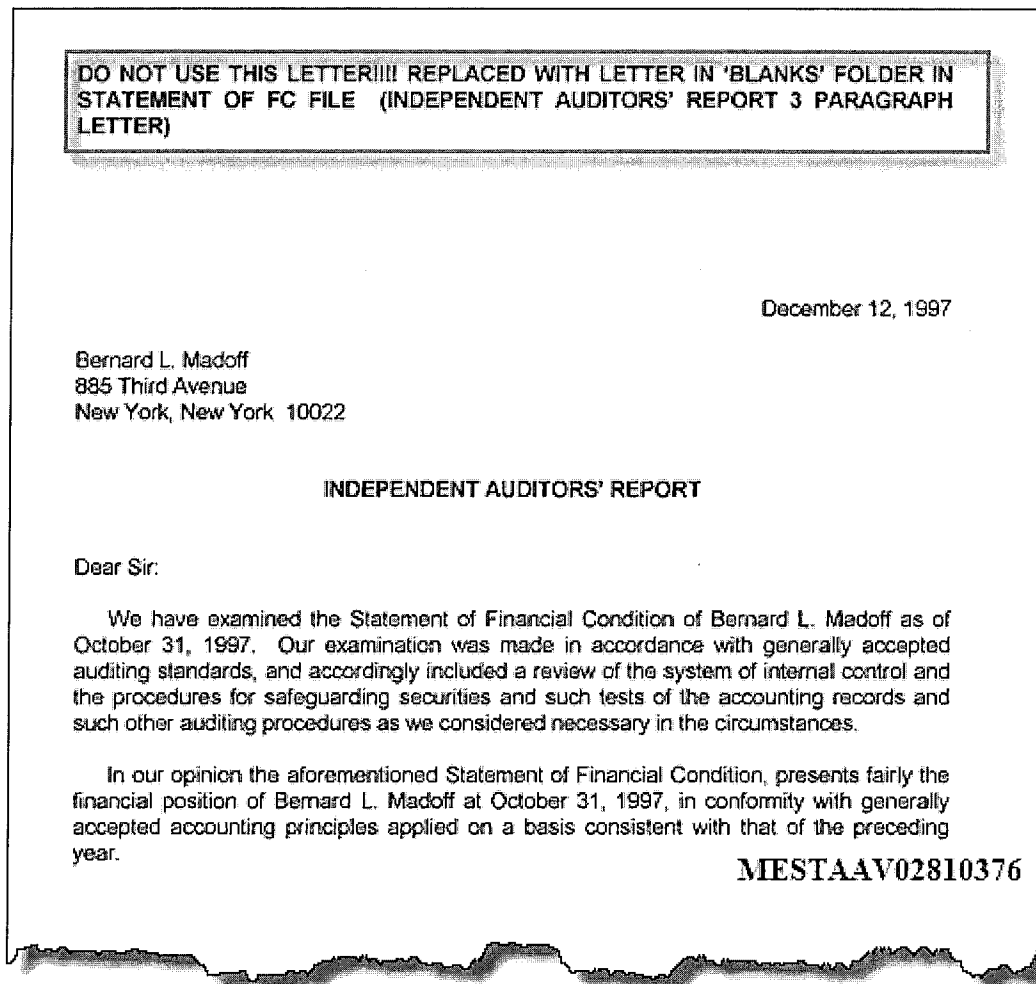 DO NOT USE THIS LETTER!!!! REPLACED WITH LETTER IN 'BLANKS' FOLDER IN
STATEMENT OF FC FILE (INDEPENDENT AUDITORS' REPORT 3 PARAGRAPH
LETTER)
December 12, 1997
Bernard L. Madoff
885 Third Avenue
New York, New York 10022
INDEPENDENT AUDITORS' REPORT
Dear Sir:
We have examined the Statement of Financial Condition of Bernard L. Madoff as of
October 31, 1997. Our examination was made in accordance with generally accepted
auditing standards, and accordingly included a review of the system of internal control and
the procedures for safeguarding securities and such tests of the accounting records and
such other auditing procedures as we considered necessary in the circumstances.
In our opinion the aforementioned Statement of Financial Condition, presents fairly the
financial position of Bernard L. Madoff at October 31, 1997, in conformity with generally
accepted accounting principles applied on a basis consistent with that of the preceding
year.
MESTAAV02810376